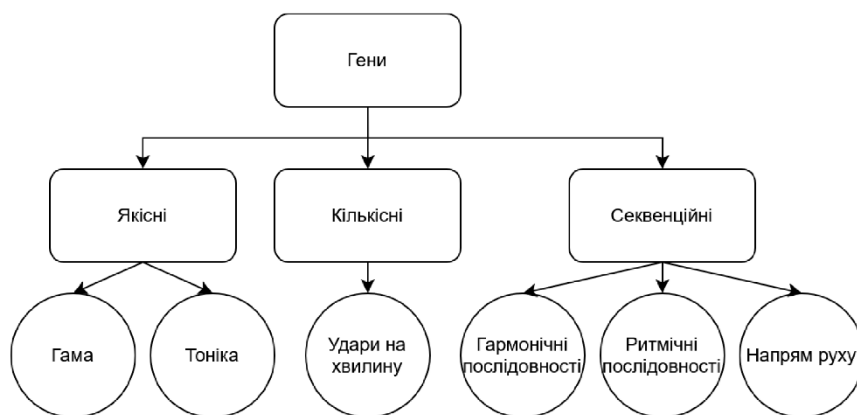 Гени
Якісні
Кількісні
Секвенційні
Гама
Тоніка
Удари на
хвилину
Гармонічні
послідовності
Ритмічні
послідовності
Напрям руху